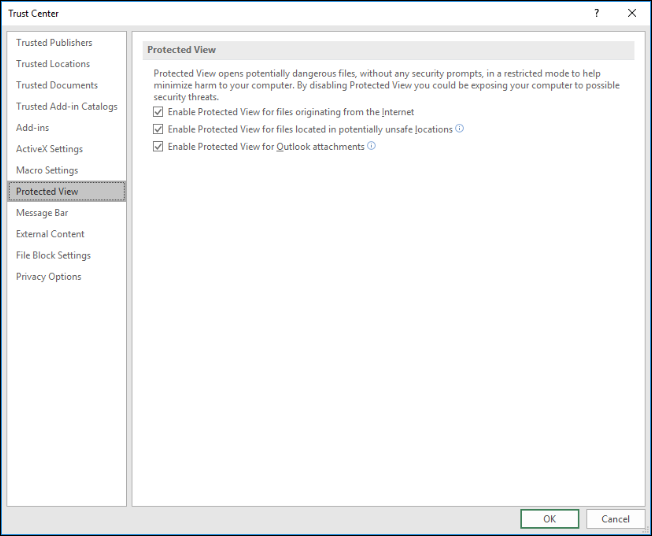 Trust Center
?
Trusted Publishers
Trusted Locations
Trusted Documents
Trusted Add-in Catalogs
Add-ins
ActiveX Settings
Macro Settings
Protected View
Message Bar
External Content
File Block Settings
Privacy Options
Protected View
Protected View opens potentially dangerous files, without any security prompts, in a restricted mode to help
minimize harm to your computer. By disabling Protected View you could be exposing your computer to possible
security threats.
Enable Protected View for files originating from the Internet
Enable Protected View for files located in potentially unsafe locations
Enable Protected View for Outlook attachments
OK
Cancel